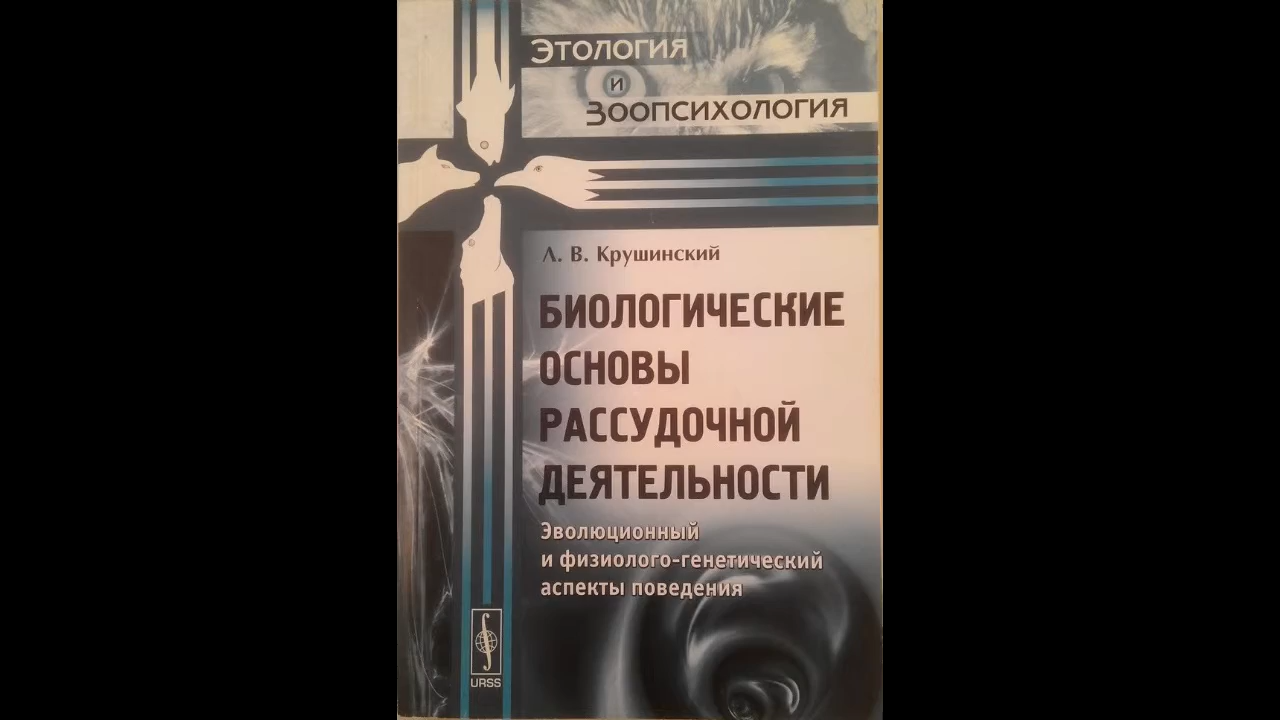 Этология
и
Зоопсихология
Л. В. Крушинский
БИОЛОГИЧЕСКИЕ
ОСНОВЫ
РАССУДОЧНОЙ
ДЕЯТЕЛЬНОСТИ
Эволюционный
и физиолого-генетический
аспекты поведения
URSS